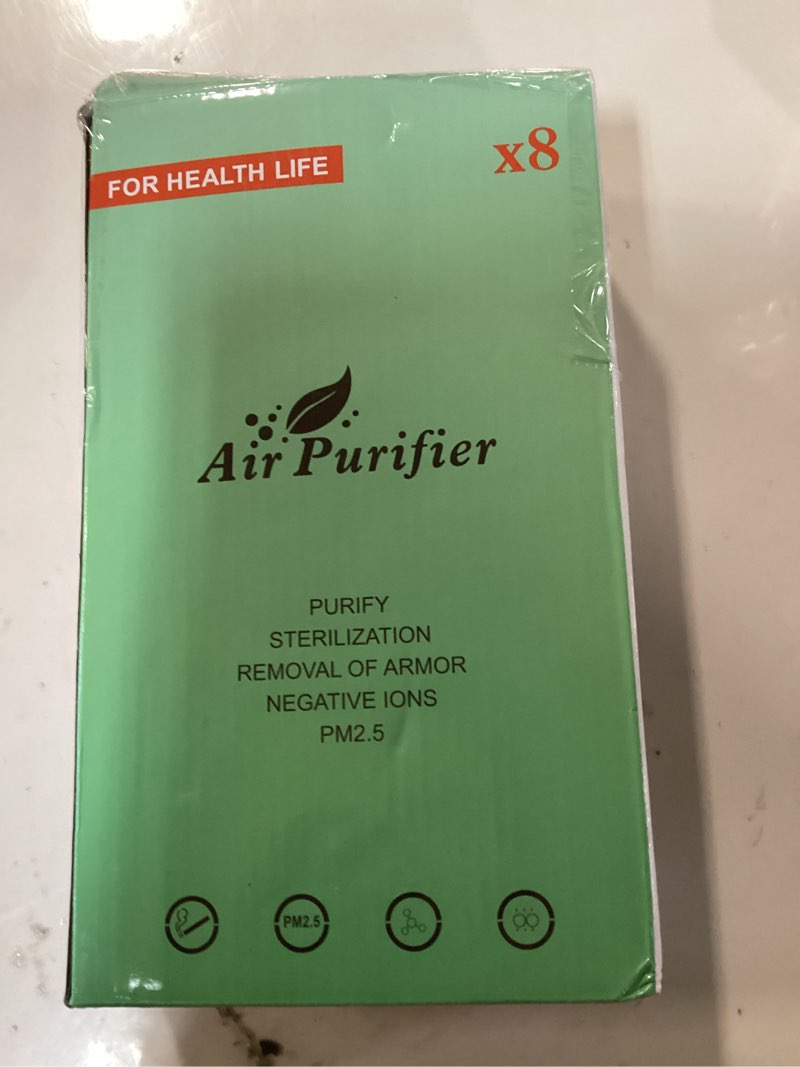 x8
FOR HEALTH LIFE
Air Purifier
PURIFY
STERILIZATION
REMOVAL OF ARMOR
NEGATIVE IONS
PM2.5
PM2.5